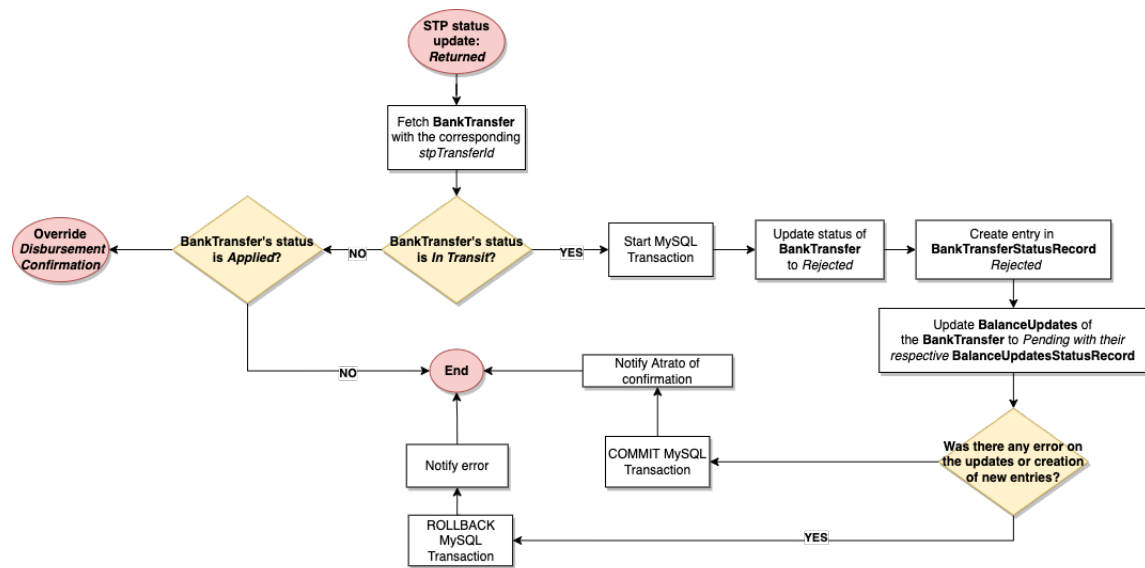 STP status
update:
Returned
Fetch BankTransfer
with the corresponding
stpTransferId
Override
Disbursement
Confirmation
BankTransfer's status
is Applied?
NO
BankTransfer's status
is In Transit?
YES
Start MySQL
Transaction
Update status of
BankTransfer
to Rejected
Create entry in
BankTransferStatusRecord
Rejected
Update BalanceUpdates of
the BankTransfer to Pending with their
respective BalanceUpdatesStatusRecord
NO
End
Notify Atrato of
confirmation
Was there any error on
the updates or creation
of new entries?
COMMIT MySQL
Transaction
Notify error
ROLLBACK
MySQL
Transaction
YES